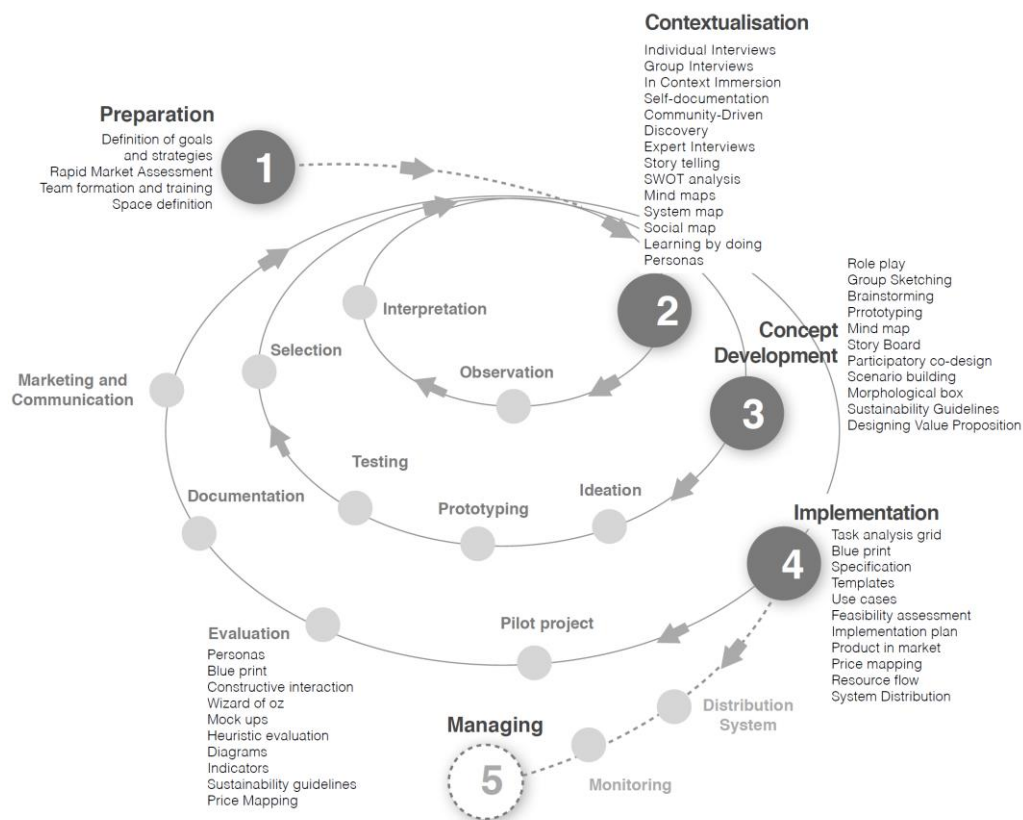 Preparation
Definition of goals
and strategies
Rapid Market Assessment
Team formation and training
Space definition
1
Contextualisation
Individual Interviews
Group Interviews
In Context Immersion
Self-documentation
Community-Driven
Discovery
Expert Interviews
Story telling
SWOT analysis
Mind maps
System map
Social map
Learning by doing
Personas
2
Interpretation
Observation
Concept
Development
3
Role play
Group Sketching
Brainstorming
Prrototyping
Mind map
Story Board
Participatory co-design
Scenario building
Morphological box
Sustainability Guidelines
Designing Value Proposition
Selection
Testing
Prototyping
Ideation
Marketing and
Communication
Documentation
Implementation
4
Task analysis grid
Blue print
Specification
Templates
Use cases
Feasibility assessment
Implementation plan
Product in market
Price mapping
Resource flow
System Distribution
Pilot project
Evaluation
Personas
Blue print
Constructive interaction
Wizard of oz
Mock ups
Heuristic evaluation
Diagrams
Indicators
Sustainability guidelines
Price Mapping
Distribution
System
Monitoring
Managing
5